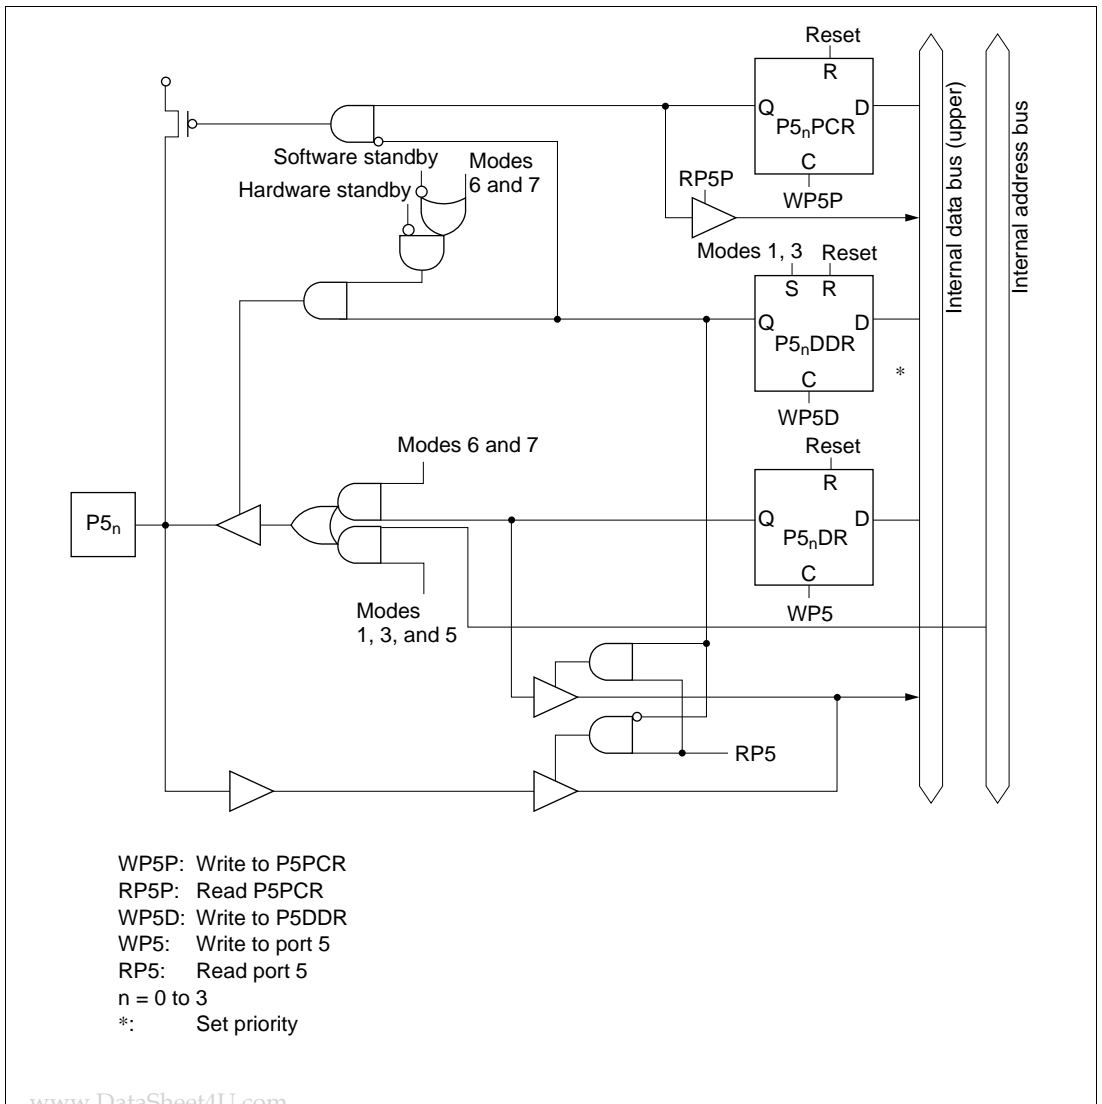 Reset
R
Q
D
P5nPCR
C
WP5P
Software standby
Modes
6 and 7
Hardware standby
RP5P
Internal data bus (upper)
Internal address bus
Modes 1, 3
Reset
S
R
Q
D
P5nDDR
*
C
WP5D
Modes 6 and 7
Reset
R
P5n
Q
D
P5nDR
C
WP5
Modes
1, 3, and 5
RP5
WP5P: Write to P5PCR
RP5P: Read P5PCR
WP5D: Write to P5DDR
WP5: Write to port 5
RP5: Read port 5
n = 0 to 3
*: Set priority
www.DataSheet4U.com